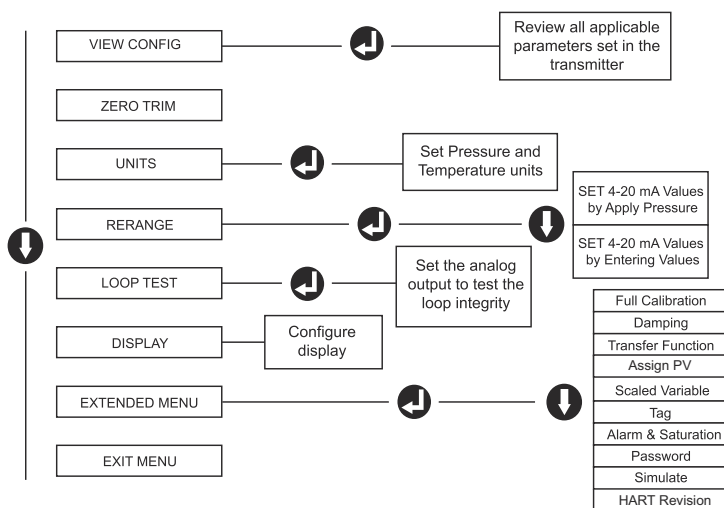 VIEW CONFIG
Review all applicable
parameters set in the
transmitter
ZERO TRIM
UNITS
Set Pressure and
Temperature units
RERANGE
SET 4-20 mA Values
by Apply Pressure
SET 4-20 mA Values
by Entering Values
LOOP TEST
Set the analog
output to test the
loop integrity
DISPLAY
Configure
display
EXTENDED MENU
Full Calibration
Damping
Transfer Function
Assign PV
Scaled Variable
Tag
Alarm & Saturation
Password
Simulate
HART Revision
EXIT MENU